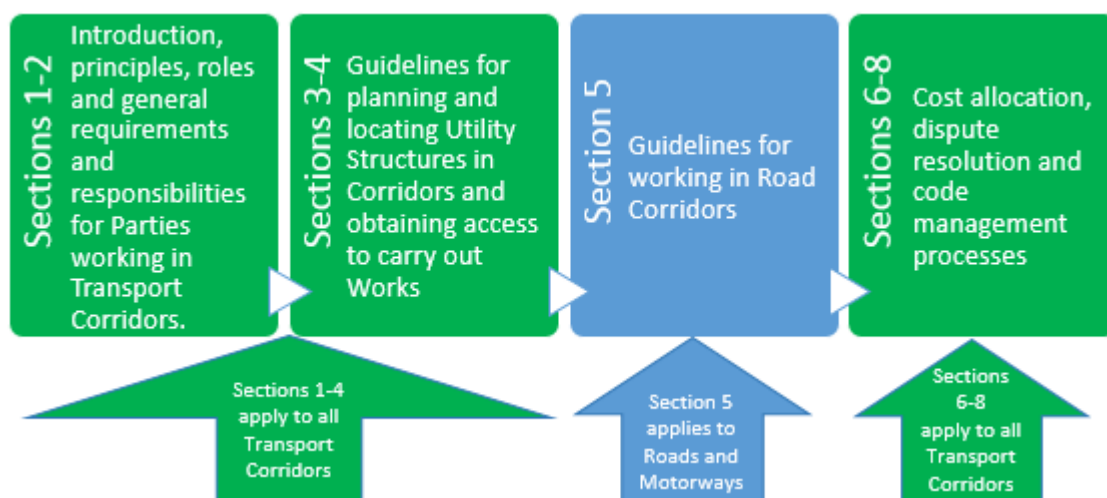 Sections 1-2
Introduction,
principles, roles
and general
requirements
and
responsibilities
for Parties
working in
Transport
Corridors.
Sections 3-4
Guidelines for
planning and
locating Utility
Structures in
Corridors and
obtaining access
to carry out
Works
Section 5
Guidelines for
working in Road
Corridors
Sections 6-8
Cost allocation,
dispute
resolution and
code
management
processes
Sections 1-4
apply to all
Transport
Corridors
Section 5
applies to
Roads and
Motorways
Sections
6-8
apply to all
Transport
Corridors